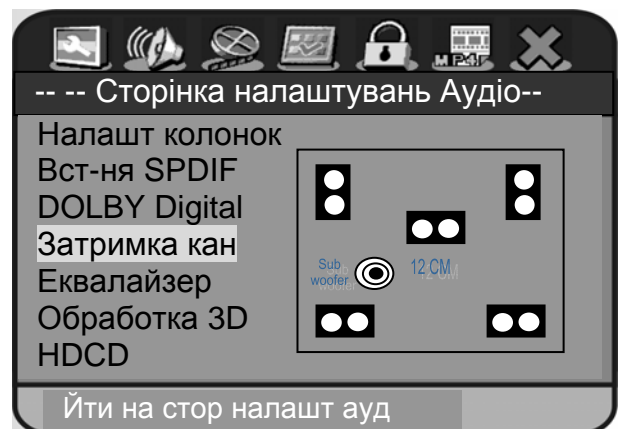 MP4F
-- -- Сторінка налаштувань Аудіо--
Налашт колонок
Вст-ня SPDIF
DOLBY Digital
Затримка кан
Еквалайзер
Обработка 3D
HDCD
Sub woofer
12 CM
Йти на стор налашт ауд